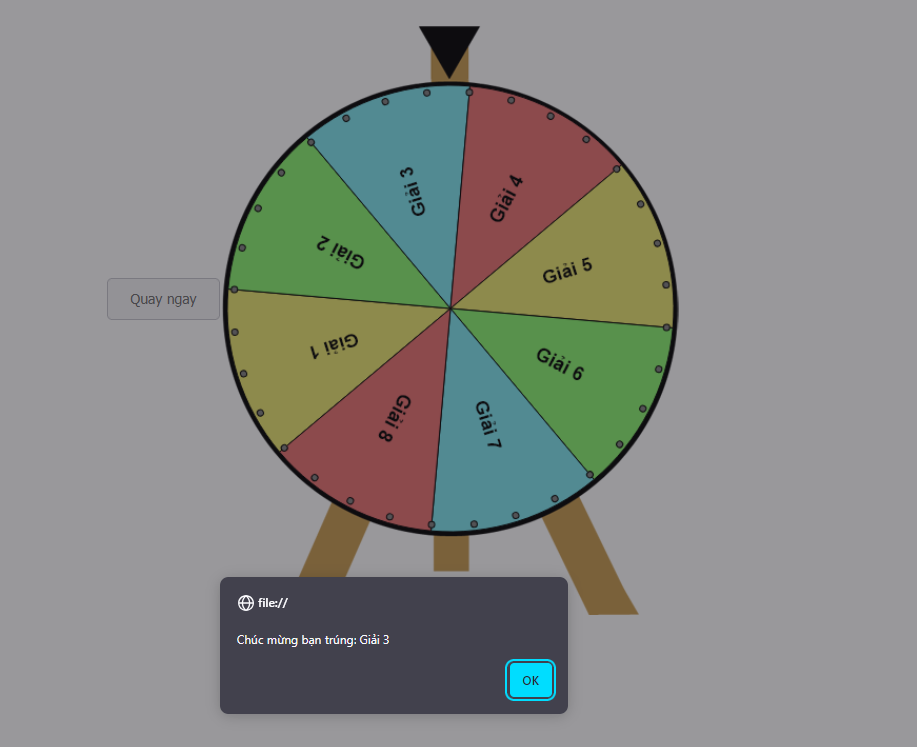 Giải 3
Giải 4
Giải 2
Giải 5
Quay ngay
Giải 1
Giải 6
Giải 8
Giải 7
file://
Chúc mừng bạn trúng: Giải 3
OK